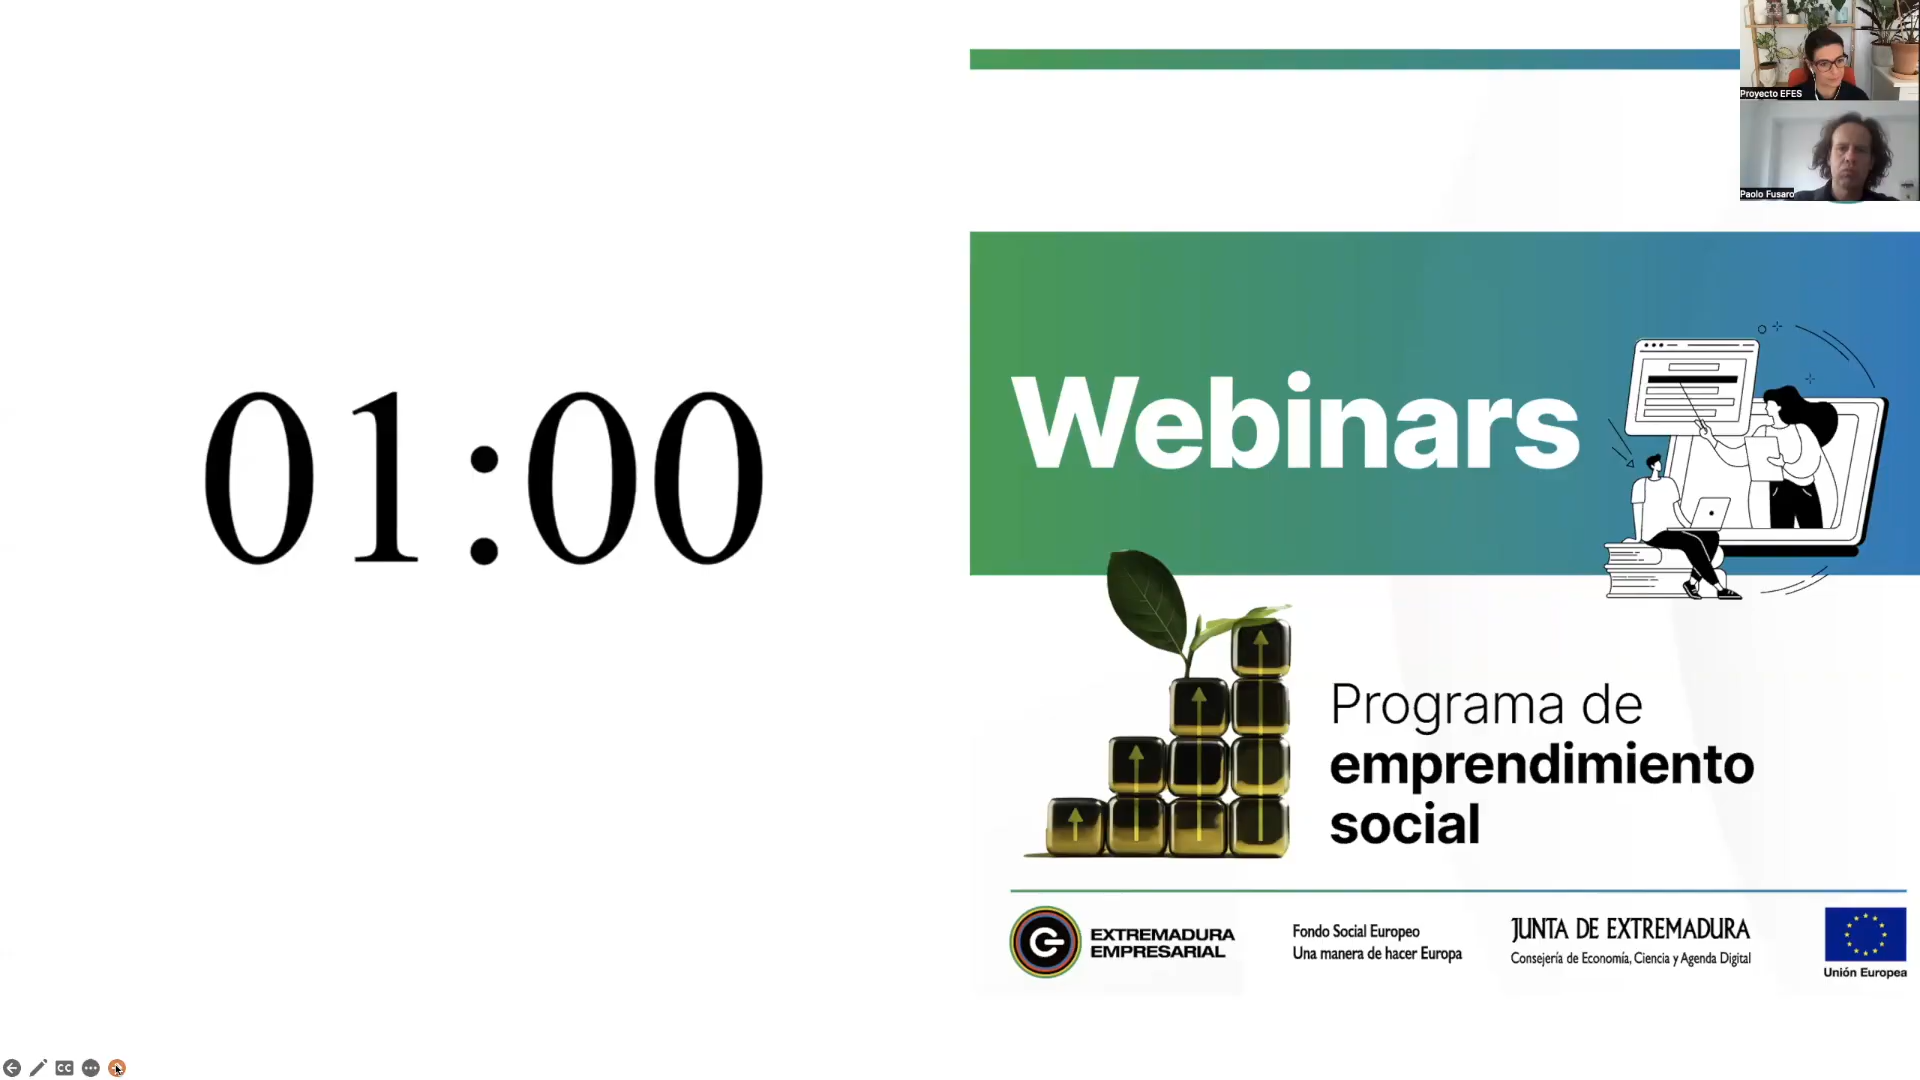 01:00
Proyecto EFES
Paolo Fusaro
Webinars
Programa de
emprendimiento
social
EXTREMADURA
EMPRESARIAL
Fondo Social Europeo
Una manera de hacer Europa
JUNTA DE EXTREMADURA
Consejería de Economía, Ciencia y Agenda Digital
Unión Europea
CC